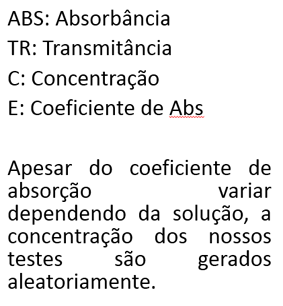 ABS: Absorbância
TR: Transmitância
C: Concentração
E: Coeficiente de Abs
Apesar do coeficiente de
absorção variar
dependendo da solução, a
concentração dos nossos
testes são gerados
aleatoriamente.